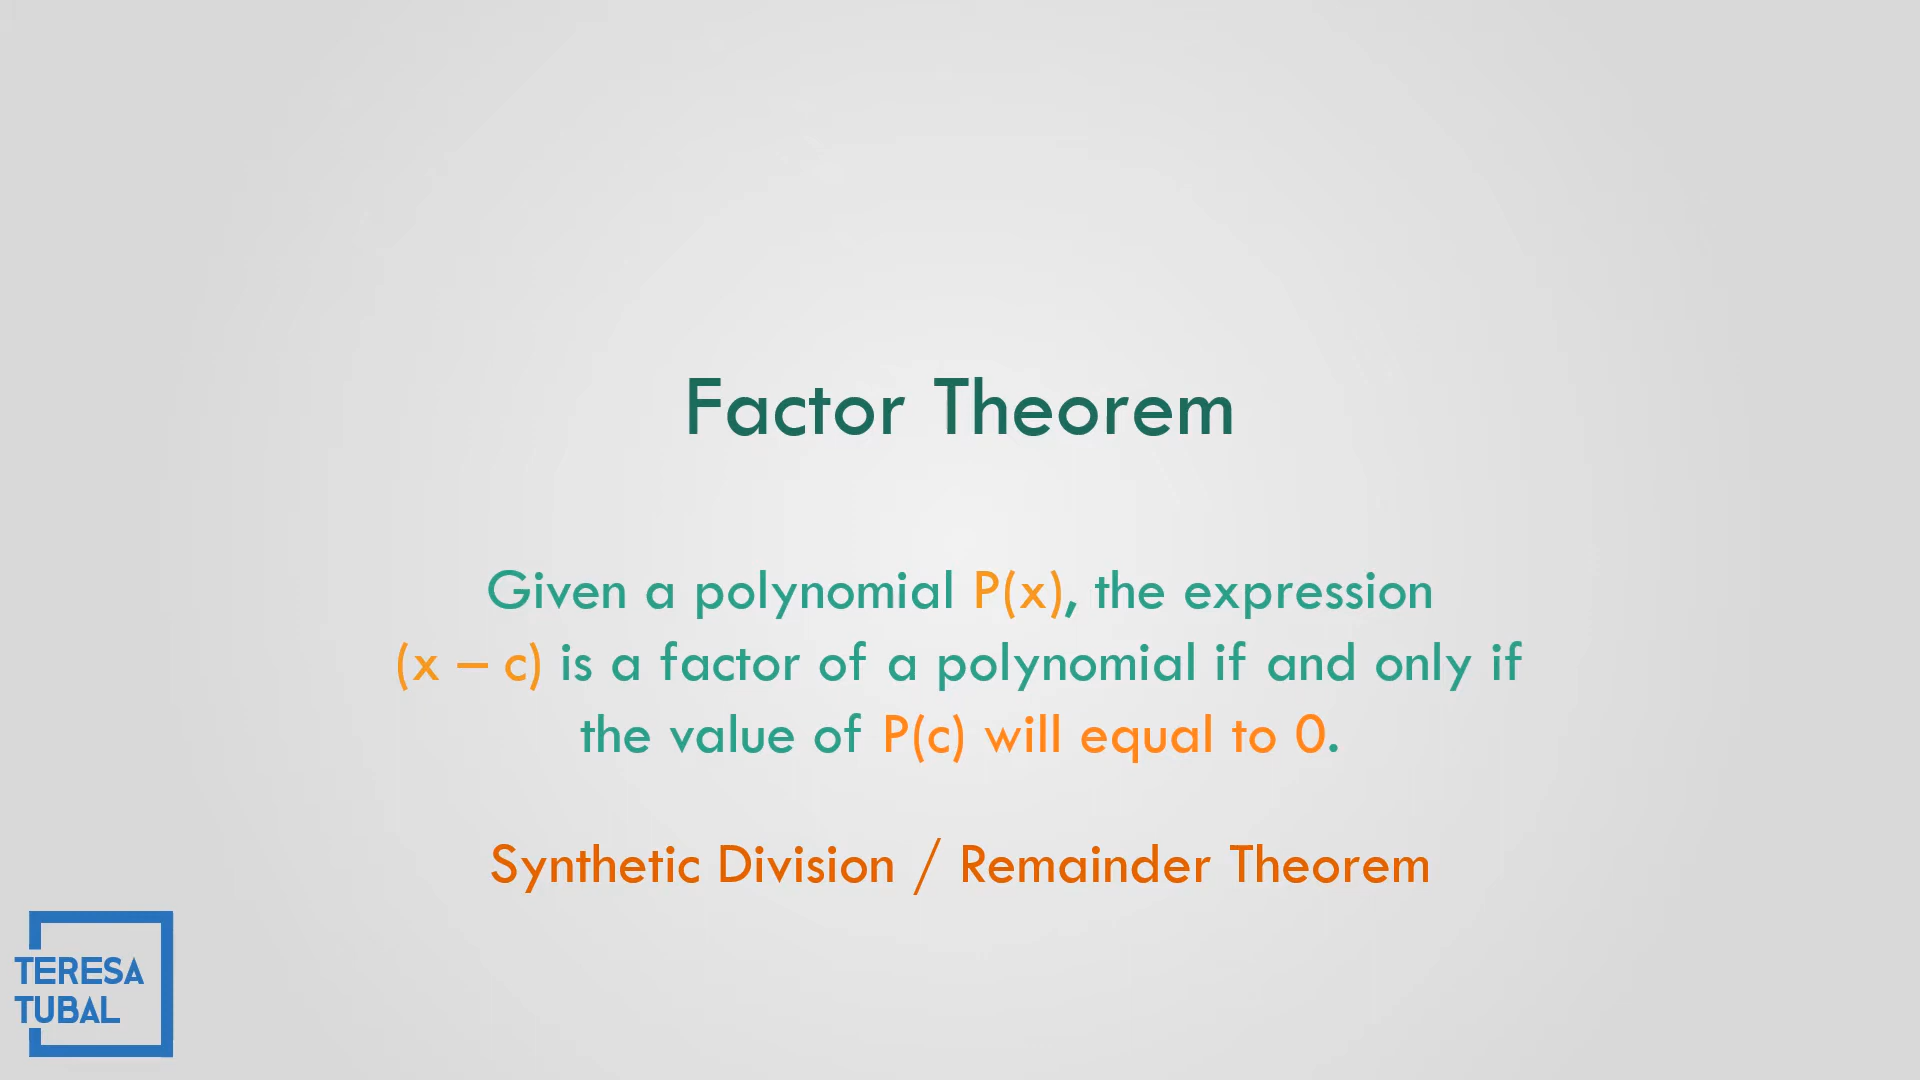 Factor Theorem
Given a polynomial P(x), the expression
(x – c) is a factor of a polynomial if and only if
the value of P(c) will equal to 0.
Synthetic Division / Remainder Theorem
TERESA
TUBAL